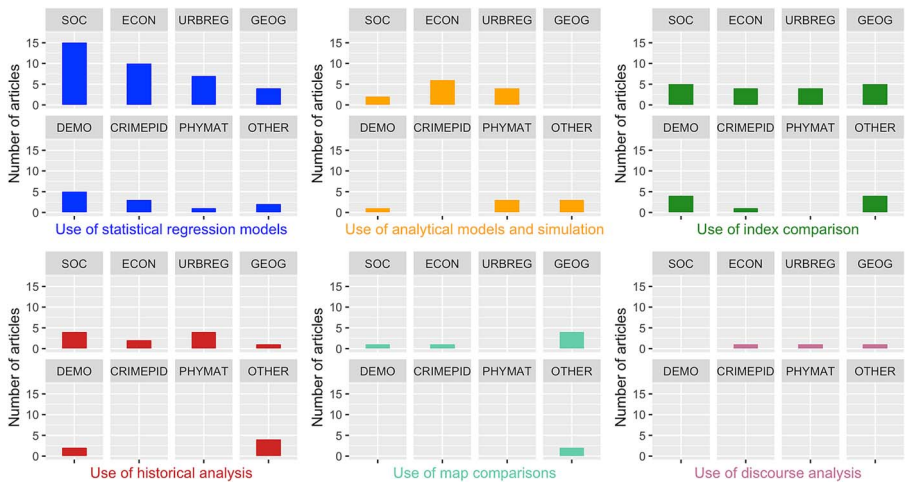 SOC ECON URBREG GEOG
15
10
5
0
DEMO CRIMEPID PHYMAT OTHER
15
10
5
0
Number of articles
Use of statistical regression models
SOC ECON URBREG GEOG
15
10
5
0
DEMO CRIMEPID PHYMAT OTHER
15
10
5
0
Number of articles
Use of analytical models and simulation
SOC ECON URBREG GEOG
15
10
5
0
DEMO CRIMEPID PHYMAT OTHER
15
10
5
0
Number of articles
Use of index comparison
SOC ECON URBREG GEOG
15
10
5
0
DEMO CRIMEPID PHYMAT OTHER
15
10
5
0
Number of articles
Use of historical analysis
SOC ECON URBREG GEOG
15
10
5
0
DEMO CRIMEPID PHYMAT OTHER
15
10
5
0
Number of articles
Use of map comparisons
SOC ECON URBREG GEOG
15
10
5
0
DEMO CRIMEPID PHYMAT OTHER
15
10
5
0
Number of articles
Use of discourse analysis